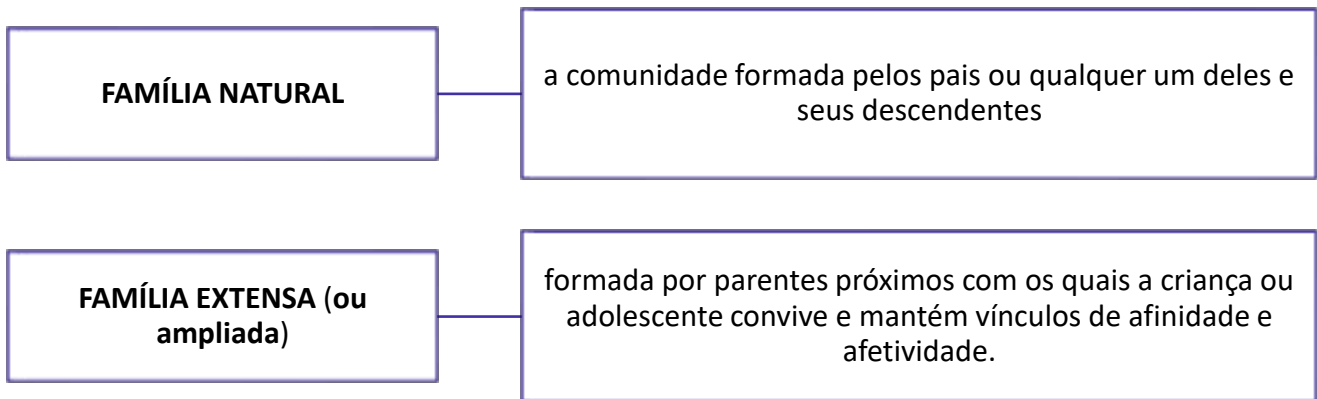 FAMÍLIA NATURAL
a comunidade formada pelos pais ou qualquer um deles e
seus descendentes
FAMÍLIA EXTENSA (ou
ampliada)
formada por parentes próximos com os quais a criança ou
adolescente convive e mantém vínculos de afinidade e
afetividade.